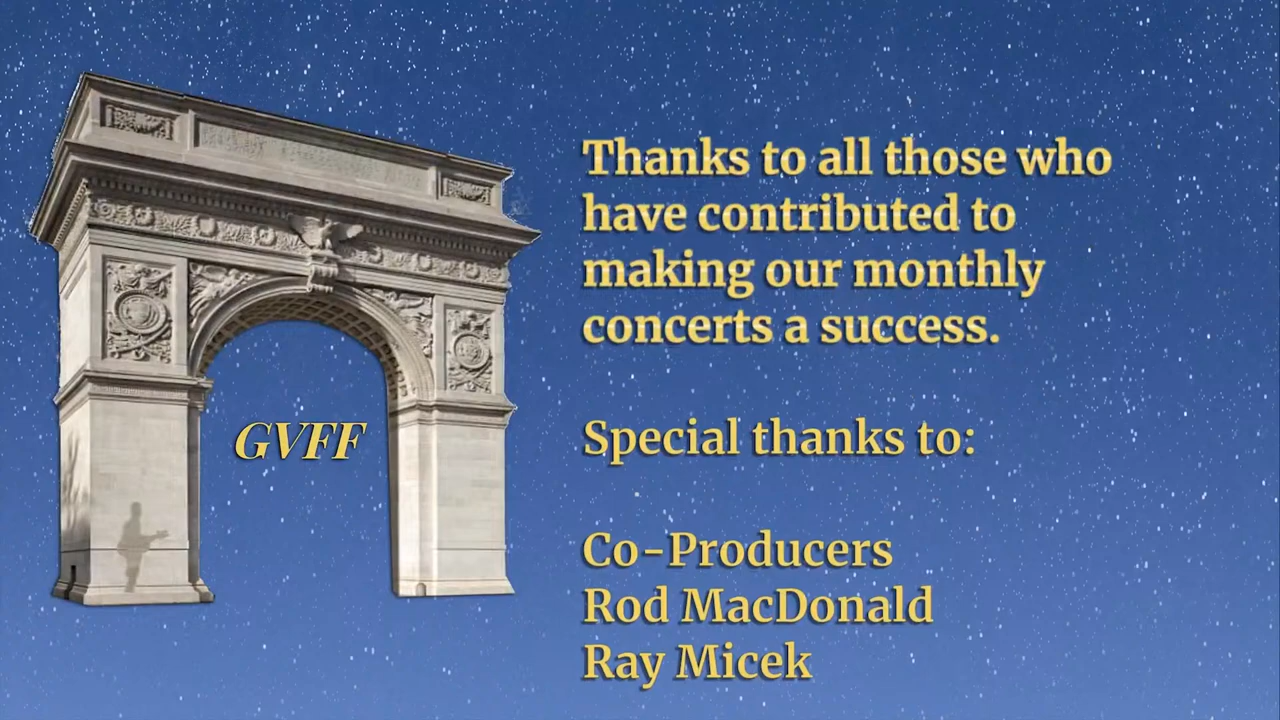 Thanks to all those who
have contributed to
making our monthly
concerts a success.
GVFF
Special thanks to:
Co-Producers
Rod MacDonald
Ray Micek